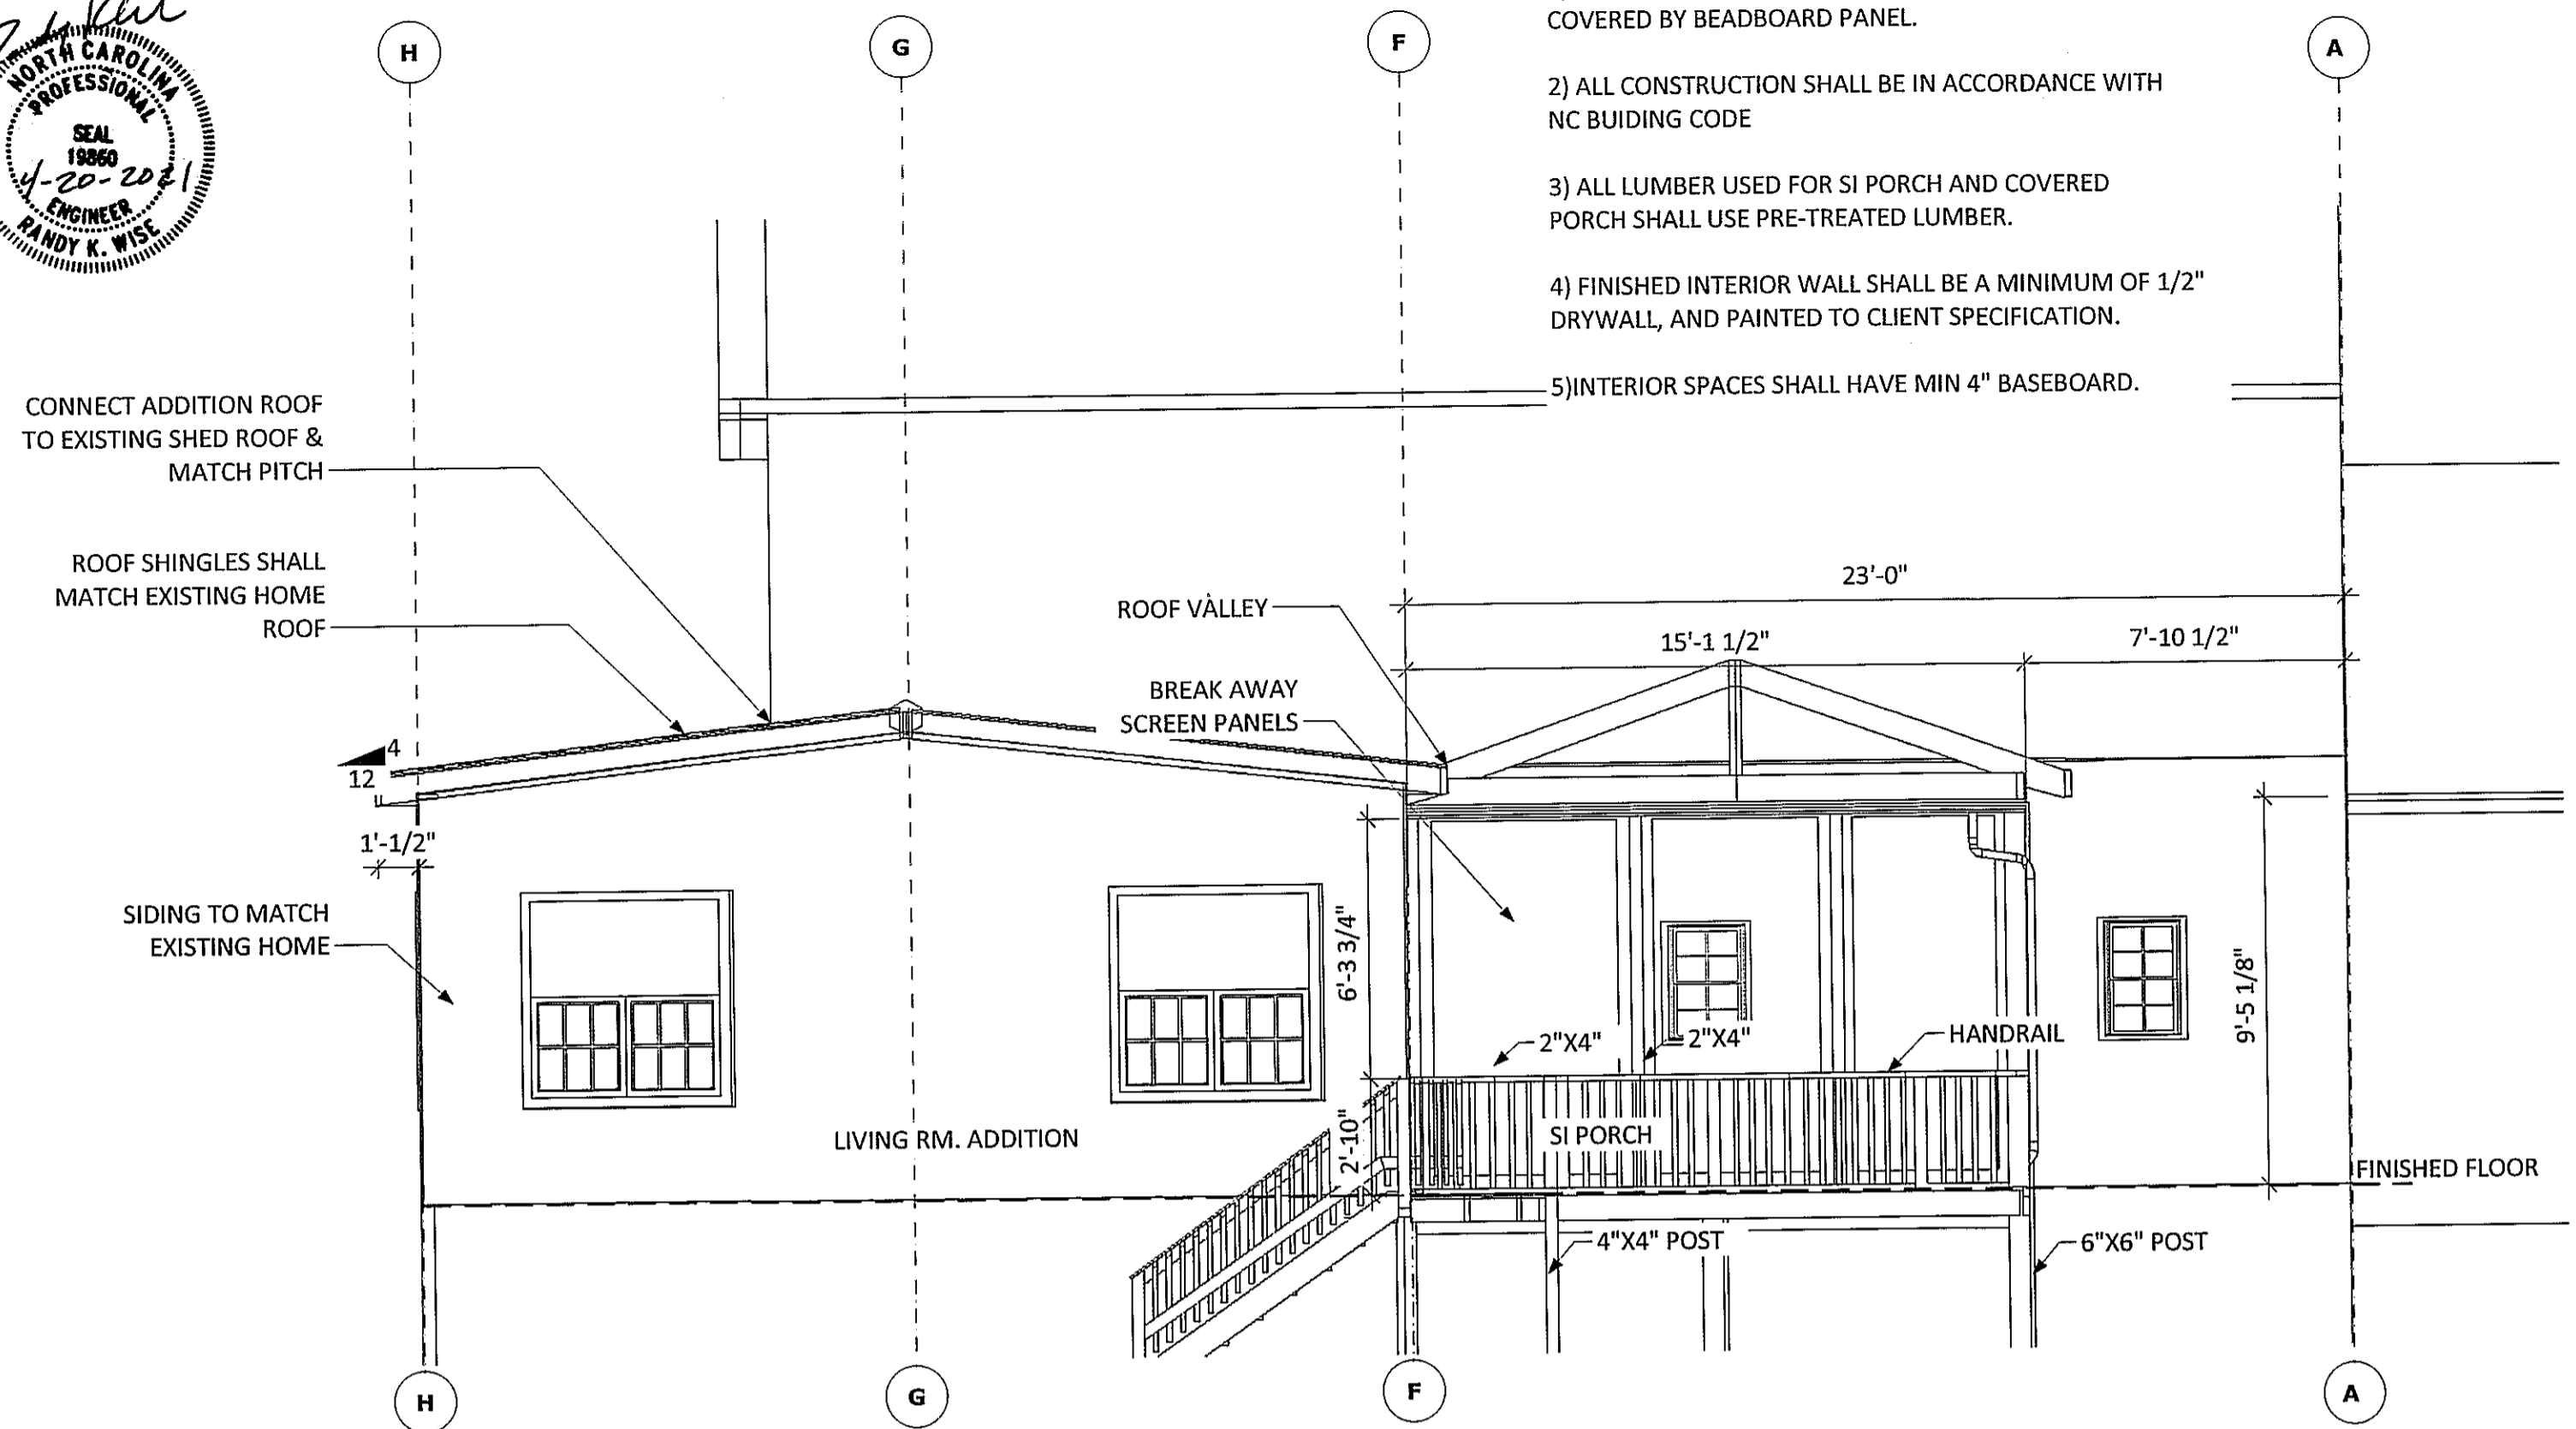 NORTH CAROLINA
PROFESSIONAL
SEAL
19860
4-20-2021
ENGINEER
RANDY K. WISE
H
G
F
A
COVERED BY BEADBOARD PANEL.
2) ALL CONSTRUCTION SHALL BE IN ACCORDANCE WITH
NC BUIDING CODE
3) ALL LUMBER USED FOR SI PORCH AND COVERED
PORCH SHALL USE PRE-TREATED LUMBER.
4) FINISHED INTERIOR WALL SHALL BE A MINIMUM OF 1/2"
DRYWALL, AND PAINTED TO CLIENT SPECIFICATION.
5)INTERIOR SPACES SHALL HAVE MIN 4" BASEBOARD.
CONNECT ADDITION ROOF
TO EXISTING SHED ROOF &
MATCH PITCH
ROOF SHINGLES SHALL
MATCH EXISTING HOME
ROOF
ROOF VALLEY
23'-0"
15'-1 1/2"
7'-10 1/2"
BREAK AWAY
SCREEN PANELS
4
12
1'-1/2"
SIDING TO MATCH
EXISTING HOME
6'-3 3/4"
9'-5 1/8"
2"X4"
2"X4"
HANDRAIL
LIVING RM. ADDITION
2'-10"
SI PORCH
FINISHED FLOOR
4"X4" POST
6"X6" POST
H
G
F
A